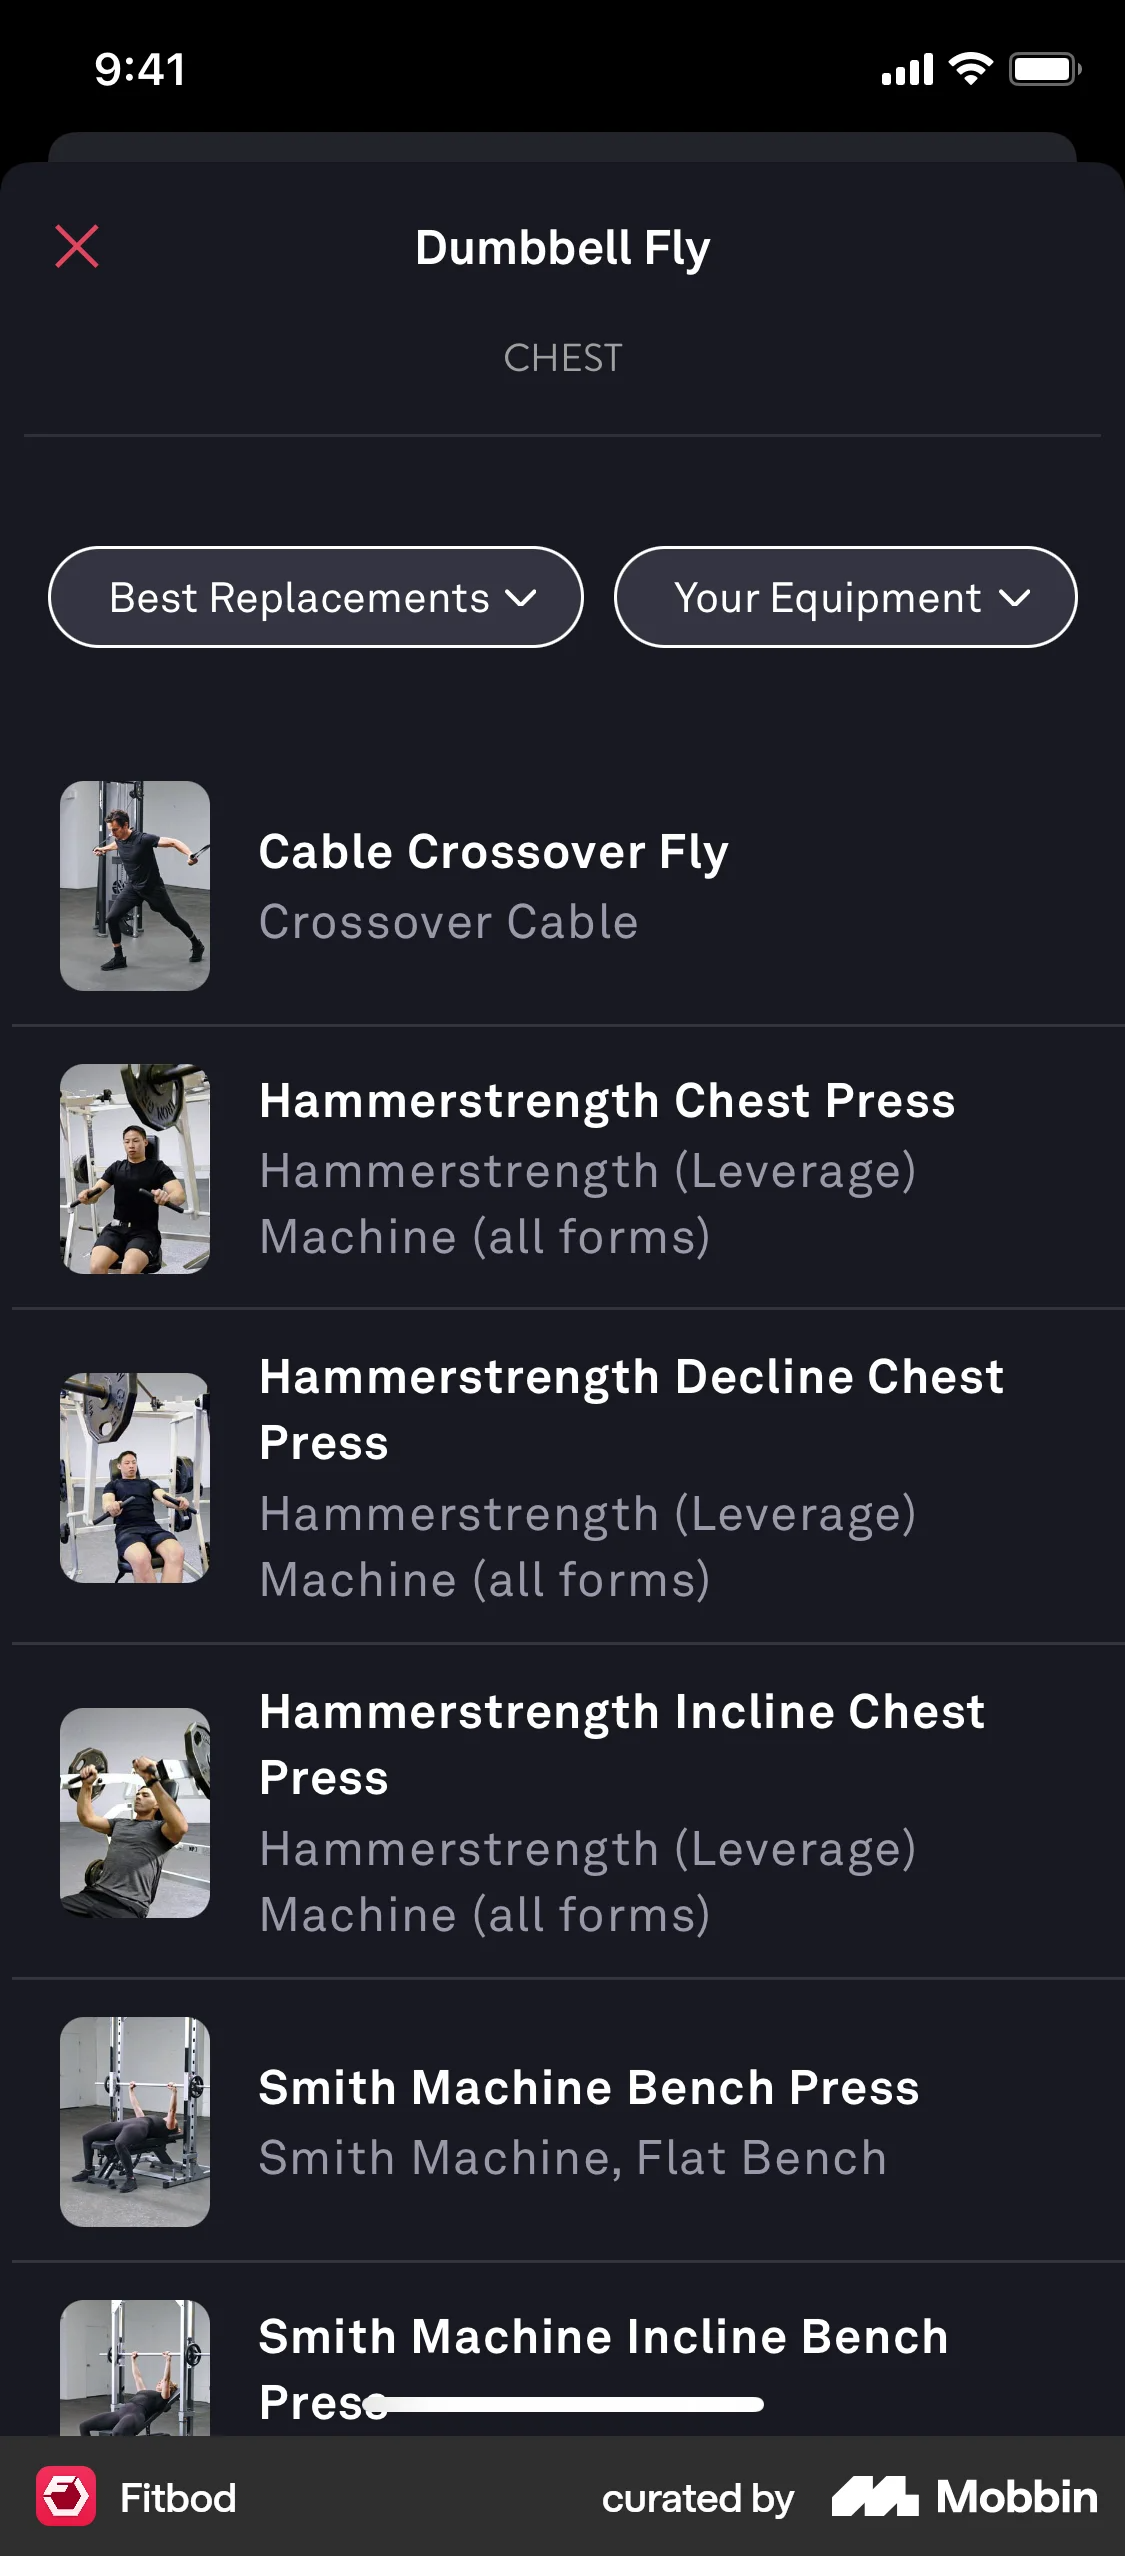 9:41
Dumbbell Fly
CHEST
Best Replacements
Your Equipment
Cable Crossover Fly
Crossover Cable
Hammerstrength Chest Press
Hammerstrength (Leverage)
Machine (all forms)
Hammerstrength Decline Chest
Press
Hammerstrength (Leverage)
Machine (all forms)
Hammerstrength Incline Chest
Press
Hammerstrength (Leverage)
Machine (all forms)
Smith Machine Bench Press
Smith Machine, Flat Bench
Smith Machine Incline Bench
Press
Fitbod
curated by Mobbin